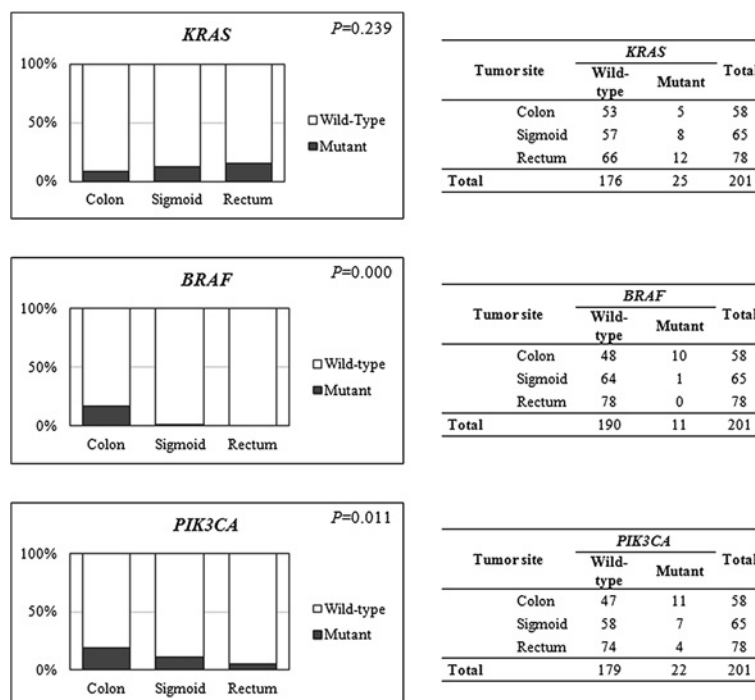 KRAS
P=0.239
100%
50%
0%
Colon Sigmoid Rectum
Wild-Type
Mutant
Tumor site KRAS Total
Wild-type Mutant
Colon 53 5 58
Sigmoid 57 8 65
Rectum 66 12 78
Total 176 25 201
BRAF
P=0.000
100%
50%
0%
Colon Sigmoid Rectum
Wild-type
Mutant
Tumor site BRAF Total
Wild-type Mutant
Colon 48 10 58
Sigmoid 64 1 65
Rectum 78 0 78
Total 190 11 201
PIK3CA
P=0.011
100%
50%
0%
Colon Sigmoid Rectum
Wild-type
Mutant
Tumor site PIK3CA Total
Wild-type Mutant
Colon 47 11 58
Sigmoid 58 7 65
Rectum 74 4 78
Total 179 22 201